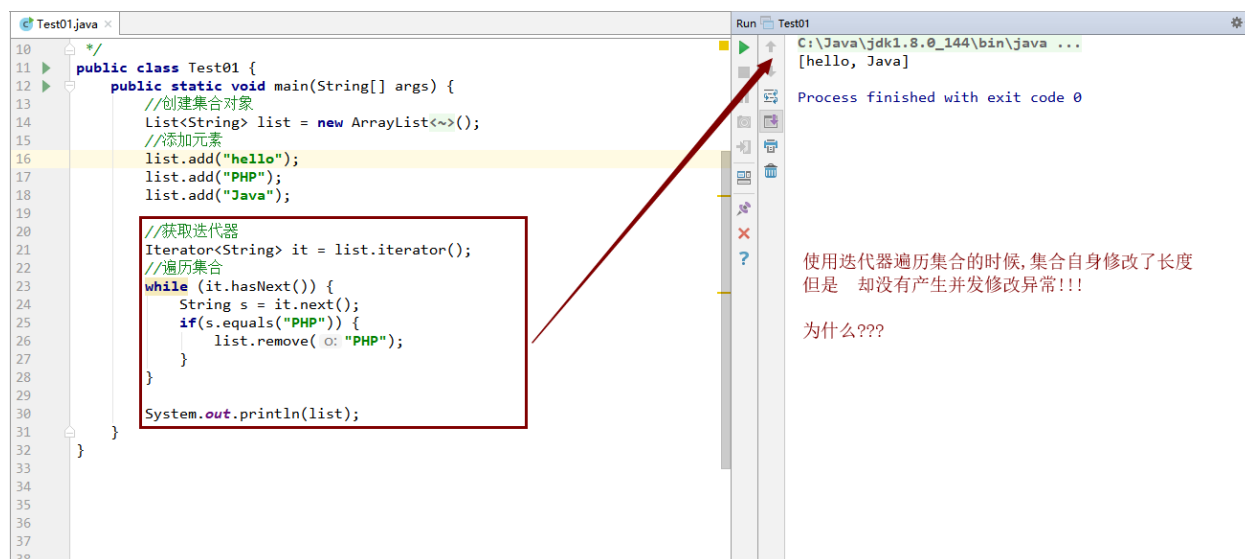 Test01.java
10 */
11 public class Test01 {
12 public static void main(String[] args) {
13 //创建集合对象
14 List<String> list = new ArrayList<~>();
15 //添加元素
16 list.add("hello");
17 list.add("PHP");
18 list.add("Java");
19
20 //获取迭代器
21 Iterator<String> it = list.iterator();
22 //遍历集合
23 while (it.hasNext()) {
24 String s = it.next();
25 if(s.equals("PHP")) {
26 list.remove( o: "PHP");
27 }
28 }
29
30 System.out.println(list);
31 }
32 }
33
34
35
36
37
38
Run Test01
C:\Java\jdk1.8.0_144\bin\java ...
[hello, Java]
Process finished with exit code 0
使用迭代器遍历集合的时候,集合自身修改了长度
但是 却没有产生并发修改异常!!!
为什么???